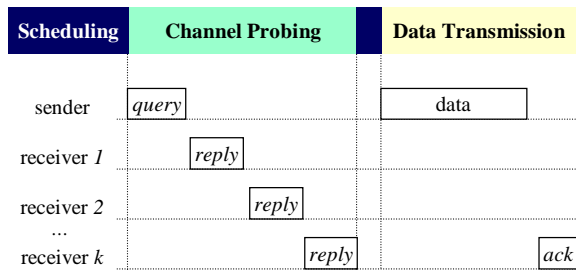 Scheduling Channel Probing Data Transmission
sender query data
receiver 1 reply
receiver 2 reply
...
receiver k reply ack